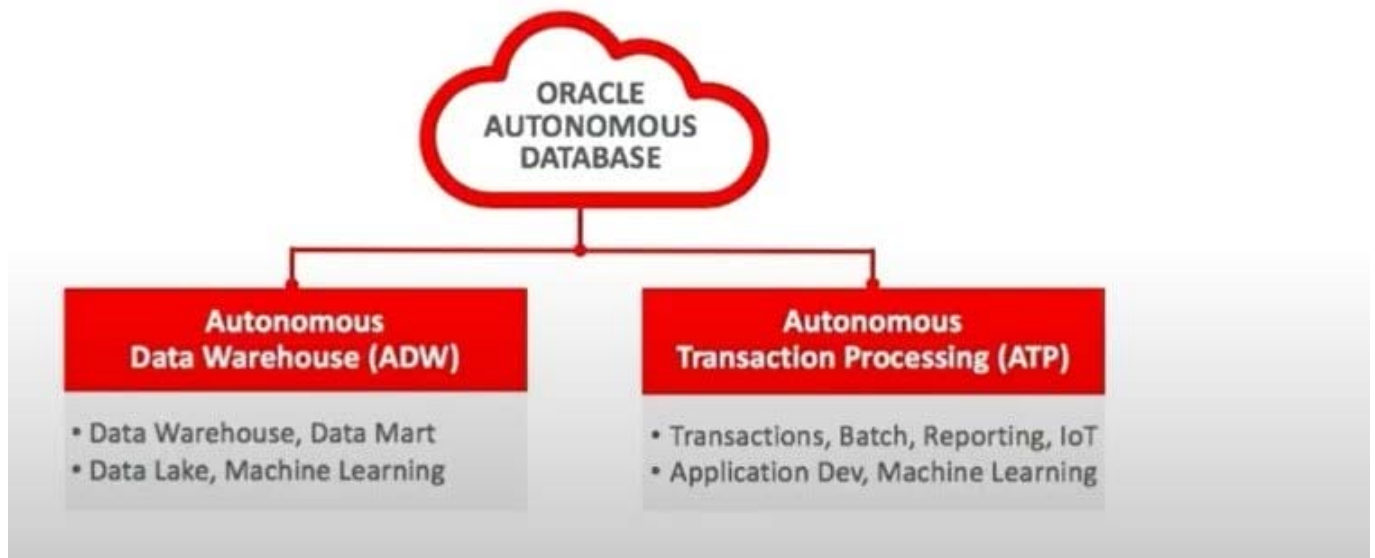 ORACLE
AUTONOMOUS
DATABASE
Autonomous
Data Warehouse (ADW)
• Data Warehouse, Data Mart
• Data Lake, Machine Learning
Autonomous
Transaction Processing (ATP)
• Transactions, Batch, Reporting, IoT
• Application Dev, Machine Learning